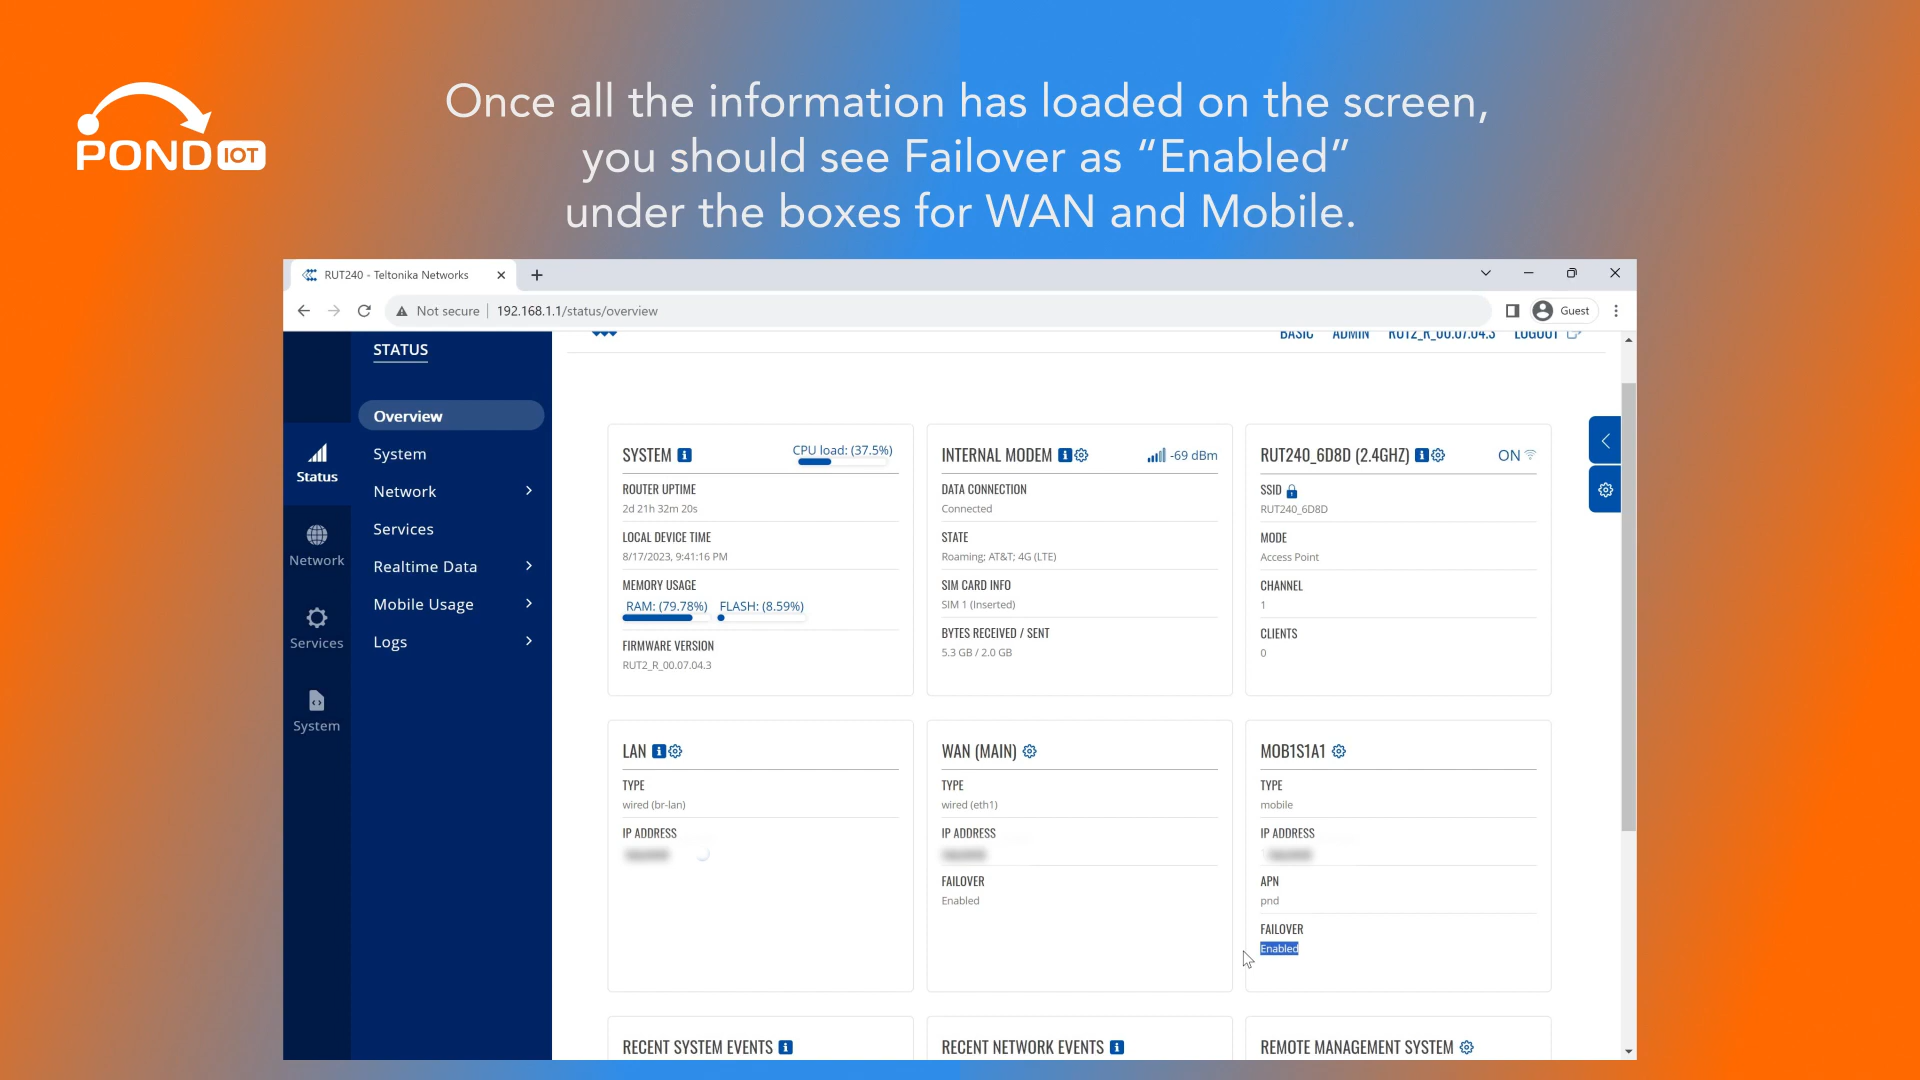 POND IOT
Once all the information has loaded on the screen,
you should see Failover as “Enabled”
under the boxes for WAN and Mobile.
RUT240 - Teltonika Networks
Not secure
192.168.1.1/status/overview
Guest
BASIC ADMIN RUT2_R_00.07.04.3 LOGOUT
STATUS
Overview
System
Network
Services
Realtime Data
Mobile Usage
Logs
Status
Network
Services
System
SYSTEM
CPU load: (37.5%)
ROUTER UPTIME
2d 21h 32m 20s
LOCAL DEVICE TIME
8/17/2023, 9:41:16 PM
MEMORY USAGE
RAM: (79.78%) FLASH: (8.59%)
FIRMWARE VERSION
RUT2_R_00.07.04.3
INTERNAL MODEM
-69 dBm
DATA CONNECTION
Connected
STATE
Roaming; AT&T; 4G (LTE)
SIM CARD INFO
SIM 1 (Inserted)
BYTES RECEIVED / SENT
5.3 GB / 2.0 GB
RUT240_6D8D (2.4GHZ)
ON
SSID
RUT240_6D8D
MODE
Access Point
CHANNEL
1
CLIENTS
0
LAN
TYPE
wired (br-lan)
IP ADDRESS
WAN (MAIN)
TYPE
wired (eth1)
IP ADDRESS
FAILOVER
Enabled
MOB1S1A1
TYPE
mobile
IP ADDRESS
APN
pnd
FAILOVER
Enabled
RECENT SYSTEM EVENTS
RECENT NETWORK EVENTS
REMOTE MANAGEMENT SYSTEM